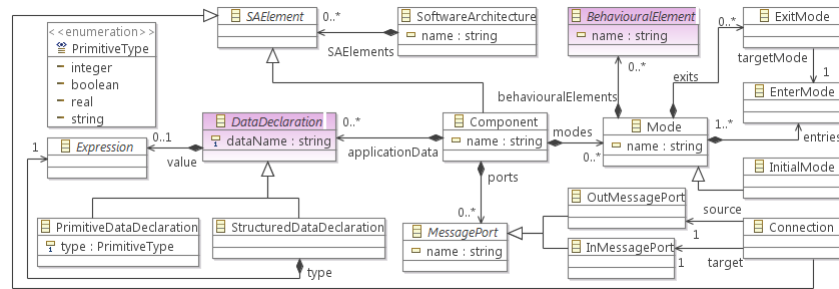 <<enumeration>>
PrimitiveType
integer
boolean
real
string
SAElement
0..*
SAElements
SoftwareArchitecture
name : string
BehaviouralElement
name : string
0..*
behaviouralElements
exits
0..*
ExitMode
targetMode
1
EnterMode
1..*
entries
InitialMode
Mode
name : string
modes
0..*
Component
name : string
0..*
applicationData
DataDeclaration
dataName : string
0..1
value
1
Expression
PrimitiveDataDeclaration
type : PrimitiveType
StructuredDataDeclaration
type
ports
0..*
MessagePort
name : string
OutMessagePort
InMessagePort
source
1
1
target
Connection